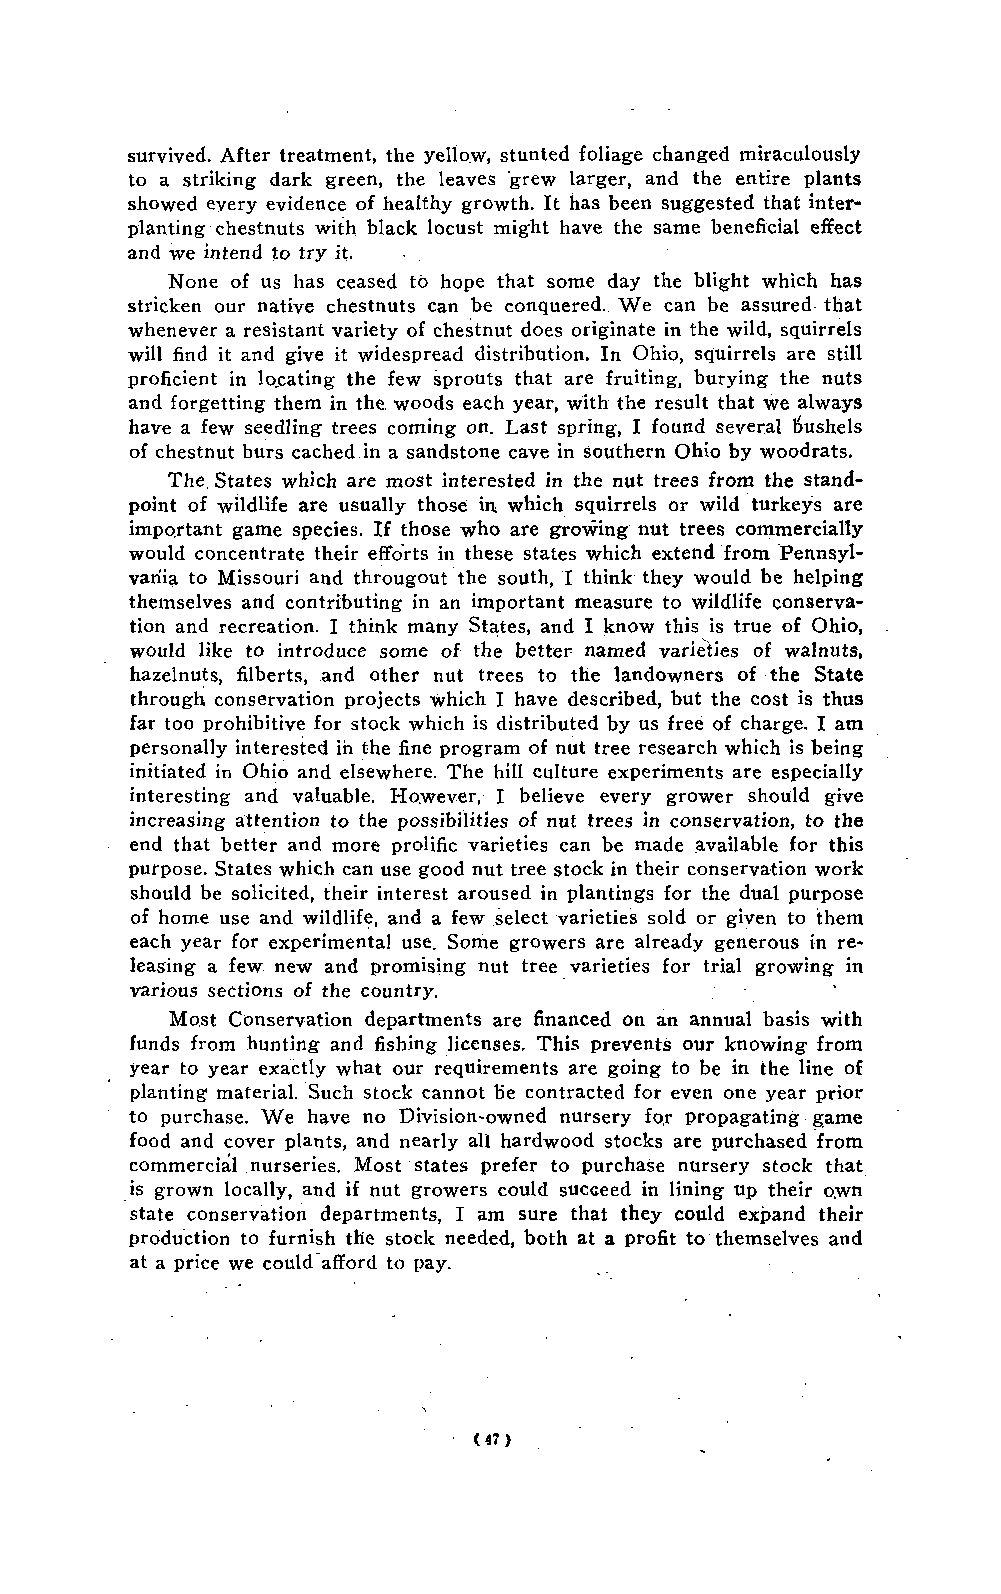 survived. After treatment, the yellow, stunted foliage changed miraculously
to a striking dark green, the leaves grew larger, and the entire plants
showed every evidence of healthy growth. It has been suggested that inter-
planting chestnuts with black locust might have the same beneficial effect
and we intend to try it.
None of us has ceased to hope that some day the blight which has
stricken our native chestnuts can be conquered. We can be assured that
whenever a resistant variety of chestnut does originate in the wild, squirrels
will find it and give it widespread distribution. In Ohio, squirrels are still
proficient in locating the few sprouts that are fruiting, burying the nuts
and forgetting them in the woods each year, with the result that we always
have a few seedling trees coming on. Last spring, I found several bushels
of chestnut burs cached in a sandstone cave in southern Ohio by woodrats.
The States which are most interested in the nut trees from the stand-
point of wildlife are usually those in which squirrels or wild turkeys are
important game species. If those who are growing nut trees commercially
would concentrate their efforts in these states which extend from Pennsyl-
vania to Missouri and througout the south, I think they would be helping
themselves and contributing in an important measure to wildlife conserva-
tion and recreation. I think many States, and I know this is true of Ohio,
would like to introduce some of the better named varieties of walnuts,
hazelnuts, filberts, and other nut trees to the landowners of the State
through conservation projects which I have described, but the cost is thus
far too prohibitive for stock which is distributed by us free of charge. I am
personally interested in the fine program of nut tree research which is being
initiated in Ohio and elsewhere. The hill culture experiments are especially
interesting and valuable. However, I believe every grower should give
increasing attention to the possibilities of nut trees in conservation, to the
end that better and more prolific varieties can be made available for this
purpose. States which can use good nut tree stock in their conservation work
should be solicited, their interest aroused in plantings for the dual purpose
of home use and wildlife, and a few select varieties sold or given to them
each year for experimental use. Some growers are already generous in re-
leasing a few new and promising nut tree varieties for trial growing in
various sections of the country.
Most Conservation departments are financed on an annual basis with
funds from hunting and fishing licenses. This prevents our knowing from
year to year exactly what our requirements are going to be in the line of
planting material. Such stock cannot be contracted for even one year prior
to purchase. We have no Division-owned nursery for propagating game
food and cover plants, and nearly all hardwood stocks are purchased from
commercial nurseries. Most states prefer to purchase nursery stock that
is grown locally, and if nut growers could succeed in lining up their own
state conservation departments, I am sure that they could expand their
production to furnish the stock needed, both at a profit to themselves and
at a price we could afford to pay.
(47)